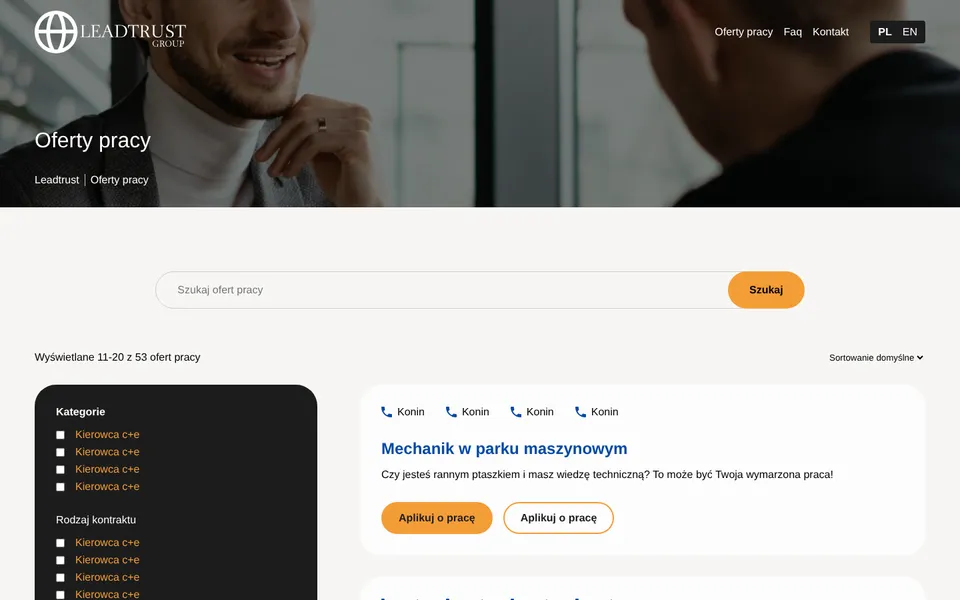 LEADTRUST
GROUP
Oferty pracy Faq Kontakt PL EN
Oferty pracy
Leadtrust Oferty pracy
Szukaj ofert pracy
Szukaj
Wyświetlane 11-20 z 53 ofert pracy
Sortowanie domyślne
Kategorie
Kierowca c+e
Kierowca c+e
Kierowca c+e
Kierowca c+e
Rodzaj kontraktu
Kierowca c+e
Kierowca c+e
Kierowca c+e
Kierowca c+e
Konin Konin Konin Konin
Mechanik w parku maszynowym
Czy jesteś rannym ptaszkiem i masz wiedzę techniczną? To może być Twoja wymarzona praca!
Aplikuj o pracę Aplikuj o pracę